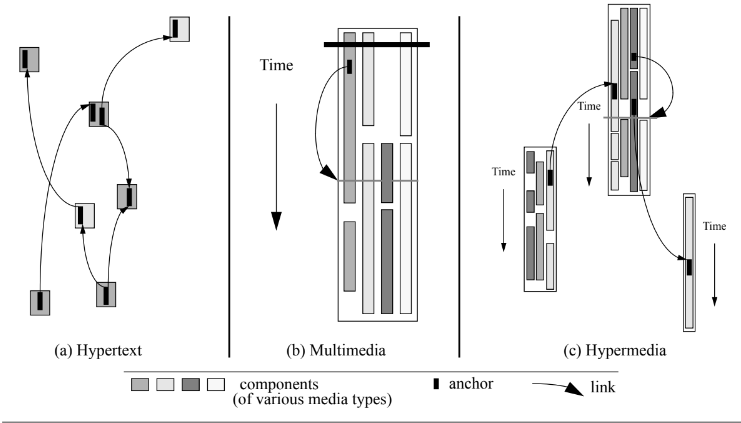 Time
Time
Time
Time
(a) Hypertext
(b) Multimedia
(c) Hypermedia
components
(of various media types)
anchor
link